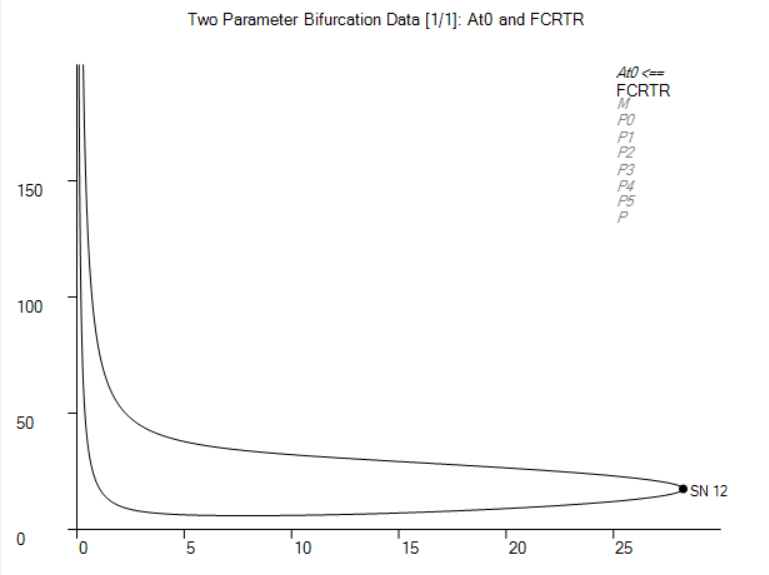 Two Parameter Bifurcation Data [1/1]: At0 and FCRTR
At0 <==
FCRTR
M
P0
P1
P2
P3
P4
P5
P
150
100
50
0
SN 12
0 5 10 15 20 25